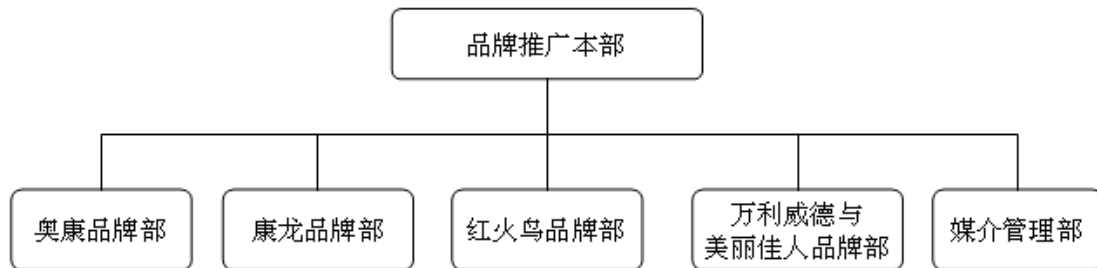 品牌推广本部
奥康品牌部
康龙品牌部
红火鸟品牌部
万利威德与
美丽佳人品牌部
媒介管理部